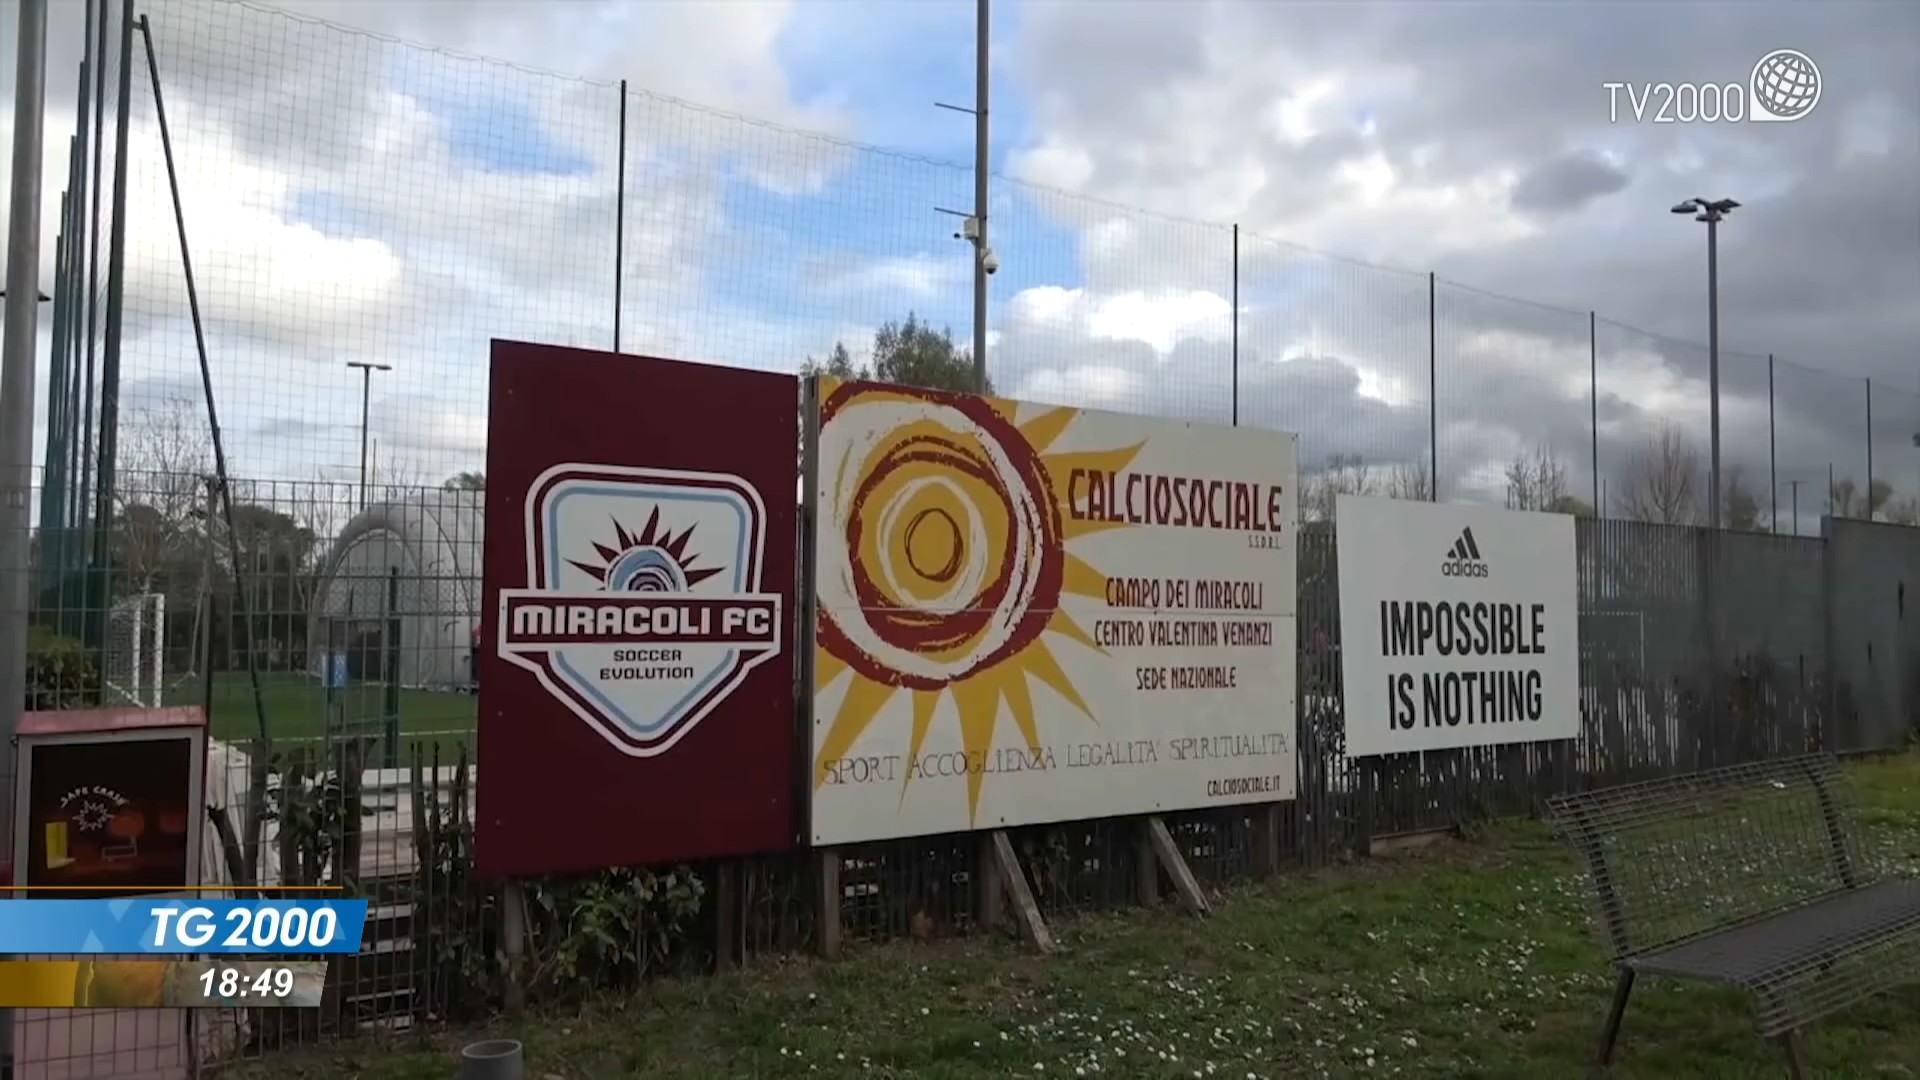 TV2000
MIRACOLI FC
SOCCER
EVOLUTION
CALCIOSOCIALE
S.S.D.R.L.
CAMPO DEI MIRACOLI
CENTRO VALENTINA VENANZI
SEDE NAZIONALE
SPORT ACCOGLIENZA LEGALITA' SPIRITUALITA'
CALCIOSOCIALE.IT
adidas
IMPOSSIBLE
IS NOTHING
TG 2000
18:49